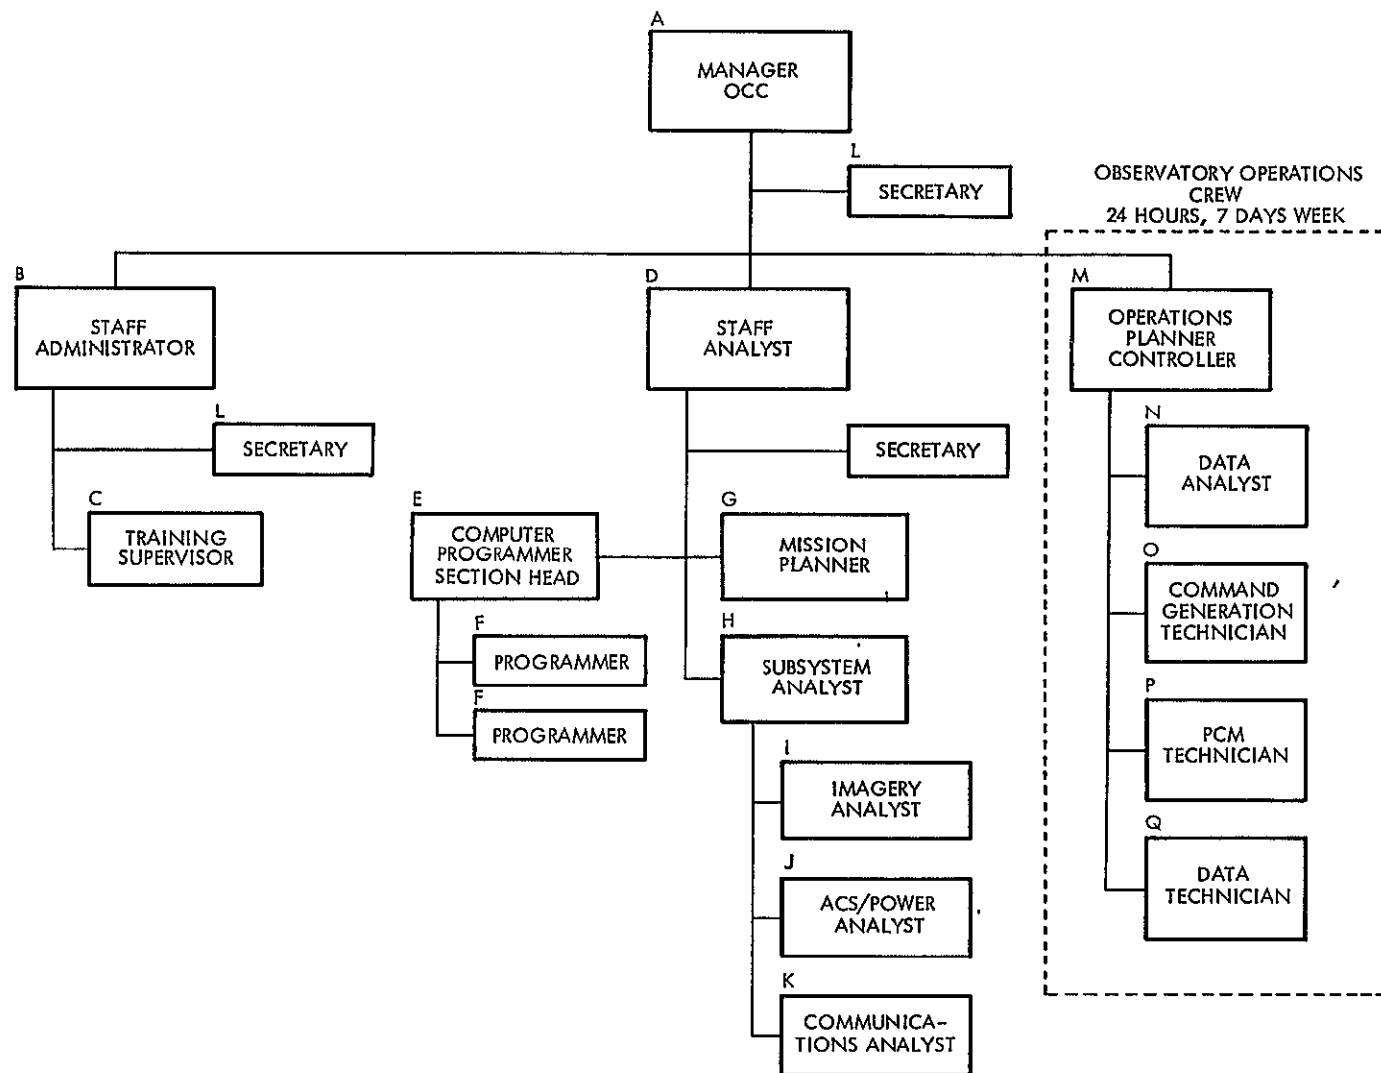 A
MANAGER
OCC
L
SECRETARY
OBSERVATORY OPERATIONS
CREW
24 HOURS, 7 DAYS WEEK
B
STAFF
ADMINISTRATOR
L
SECRETARY
C
TRAINING
SUPERVISOR
D
STAFF
ANALYST
SECRETARY
E
COMPUTER
PROGRAMMER
SECTION HEAD
F
PROGRAMMER
F
PROGRAMMER
G
MISSION
PLANNER
H
SUBSYSTEM
ANALYST
I
IMAGERY
ANALYST
J
ACS/POWER
ANALYST
K
COMMUNICA-
TIONS ANALYST
M
OPERATIONS
PLANNER
CONTROLLER
N
DATA
ANALYST
O
COMMAND
GENERATION
TECHNICIAN
P
PCM
TECHNICIAN
Q
DATA
TECHNICIAN